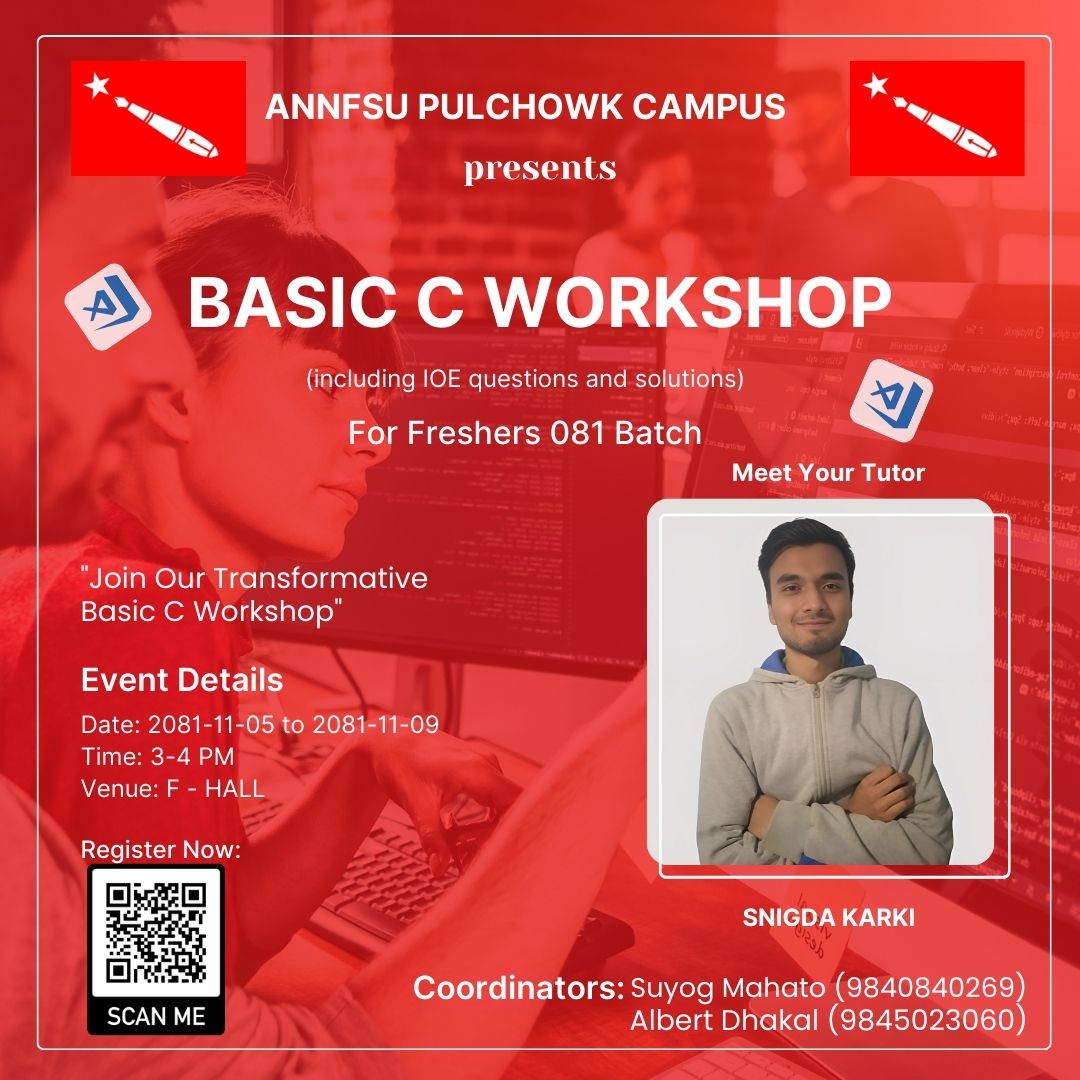 ANNFSU PULCHOWK CAMPUS
presents
BASIC C WORKSHOP
(including IOE questions and solutions)
For Freshers 081 Batch
Meet Your Tutor
"Join Our Transformative
Basic C Workshop"
Event Details
Date: 2081-11-05 to 2081-11-09
Time: 3-4 PM
Venue: F - HALL
Register Now:
SCAN ME
SNIGDA KARKI
Coordinators: Suyog Mahato (9840840269)
Albert Dhakal (9845023060)